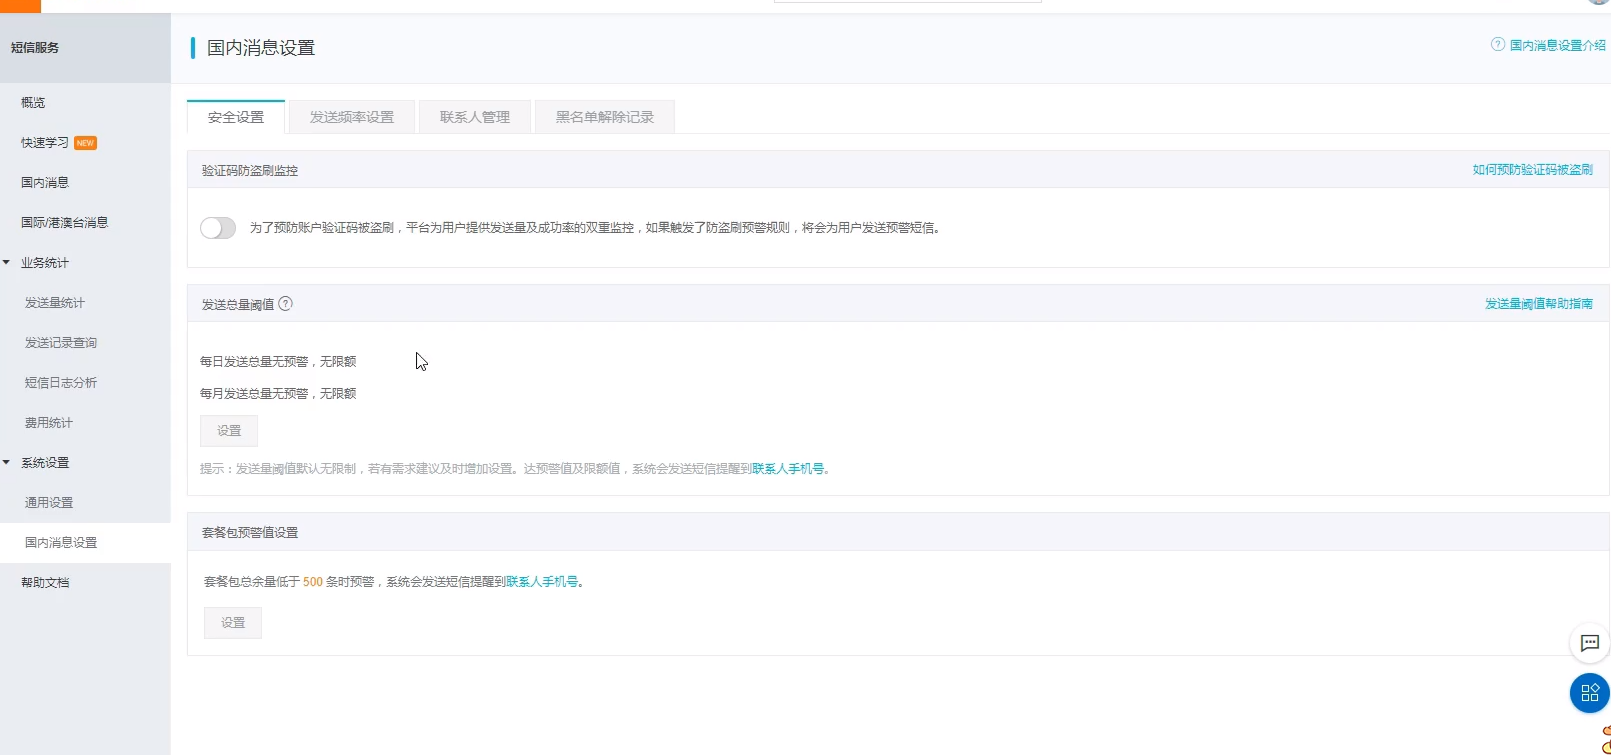 短信服务
国内消息设置
国内消息设置介绍
概览
快速学习 NEW
国内消息
国际/港澳台消息
业务统计
发送量统计
发送记录查询
短信日志分析
费用统计
系统设置
通用设置
国内消息设置
帮助文档
安全设置 发送频率设置 联系人管理 黑名单解除记录
验证码防盗刷监控
如何预防验证码被盗刷
为了预防账户验证码被盗刷，平台为用户提供发送量及成功率的双重监控，如果触发了防盗刷预警规则，将会为用户发送预警短信。
发送总量阈值 ?
发送量阈值帮助指南
每日发送总量无预警，无限额
每月发送总量无预警，无限额
设置
提示：发送量阈值默认无限制，若有需求建议及时增加设置。达预警值及限额值，系统会发送短信提醒到联系人手机号。
套餐包预警值设置
套餐包总余量低于 500 条时预警，系统会发送短信提醒到联系人手机号。
设置